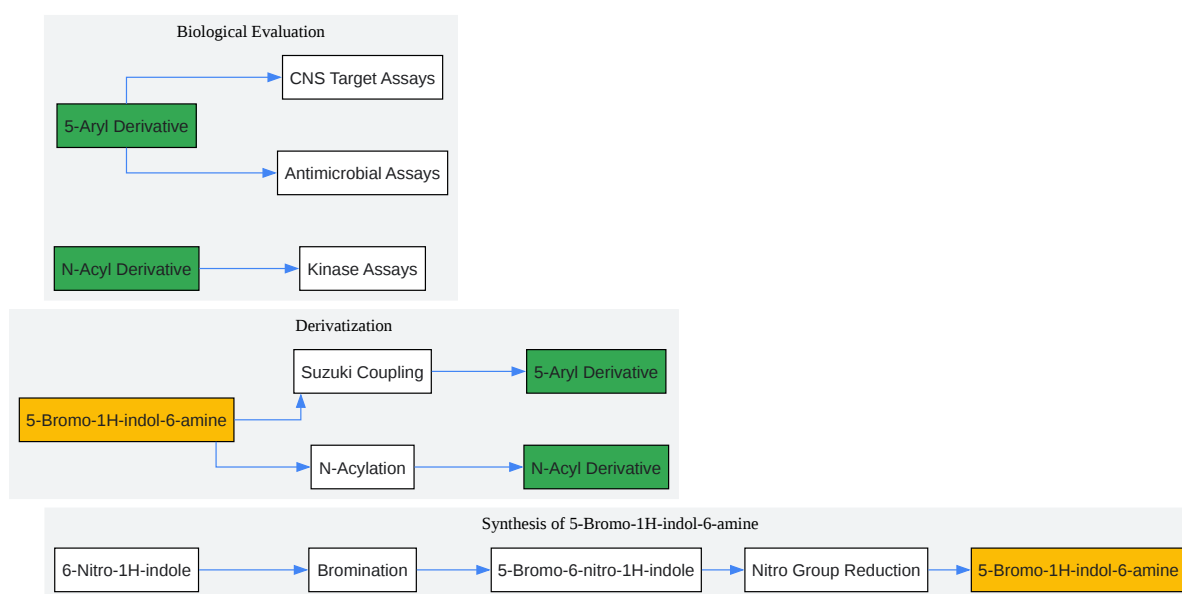 Biological Evaluation
CNS Target Assays
5-Aryl Derivative
Antimicrobial Assays
N-Acyl Derivative
Kinase Assays
Derivatization
Suzuki Coupling
5-Aryl Derivative
5-Bromo-1H-indol-6-amine
N-Acylation
N-Acyl Derivative
Synthesis of 5-Bromo-1H-indol-6-amine
6-Nitro-1H-indole
Bromination
5-Bromo-6-nitro-1H-indole
Nitro Group Reduction
5-Bromo-1H-indol-6-amine